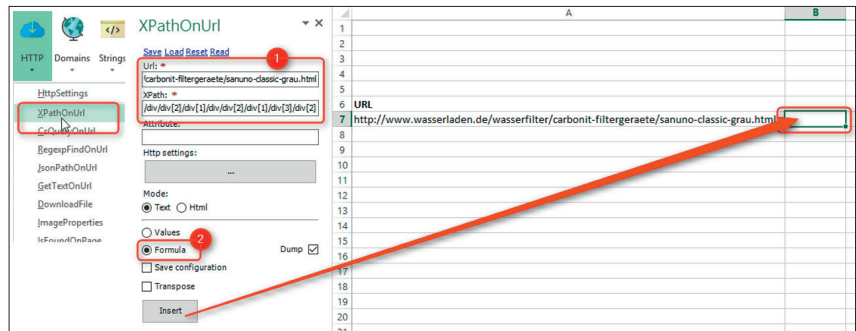 HTTP
Domains
Strings
HttpSettings
XPathOnUrl
CsQueryOnUrl
RegexpFindOnUrl
JsonPathOnUrl
GetTextOnUrl
DownloadFile
ImageProperties
IsFoundOnPage
XPathOnUrl
Save Load Reset Read
1
Url: *
/carbonit-filtergeraete/sanuno-classic-grau.html
XPath: *
/div/div[2]/div[1]/div/div[2]/div[1]/div[3]/div[2]
Attribute:
Http settings:
...
Mode:
Text Html
Values
2
Formula Dump
Save configuration
Transpose
Insert
A B
1
2
3
4
5
6 URL
7 http://www.wasserladen.de/wasserfilter/carbonit-filtergeraete/sanuno-classic-grau.html
8
9
10
11
12
13
14
15
16
17
18
19
20
21